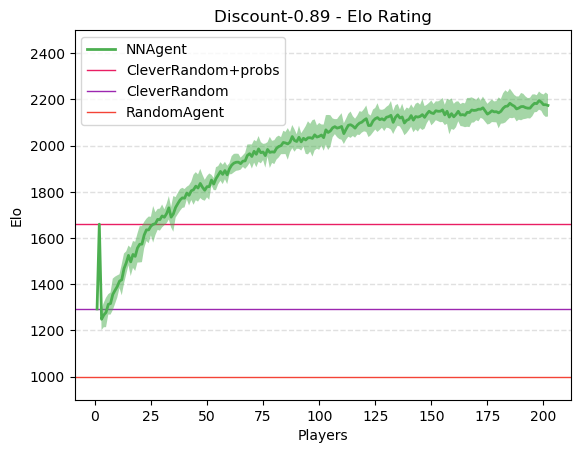 Discount-0.89 - Elo Rating
NNAgent
CleverRandom+probs
CleverRandom
RandomAgent
2400
2200
2000
1800
1600
1400
1200
1000
Elo
0 25 50 75 100 125 150 175 200
Players